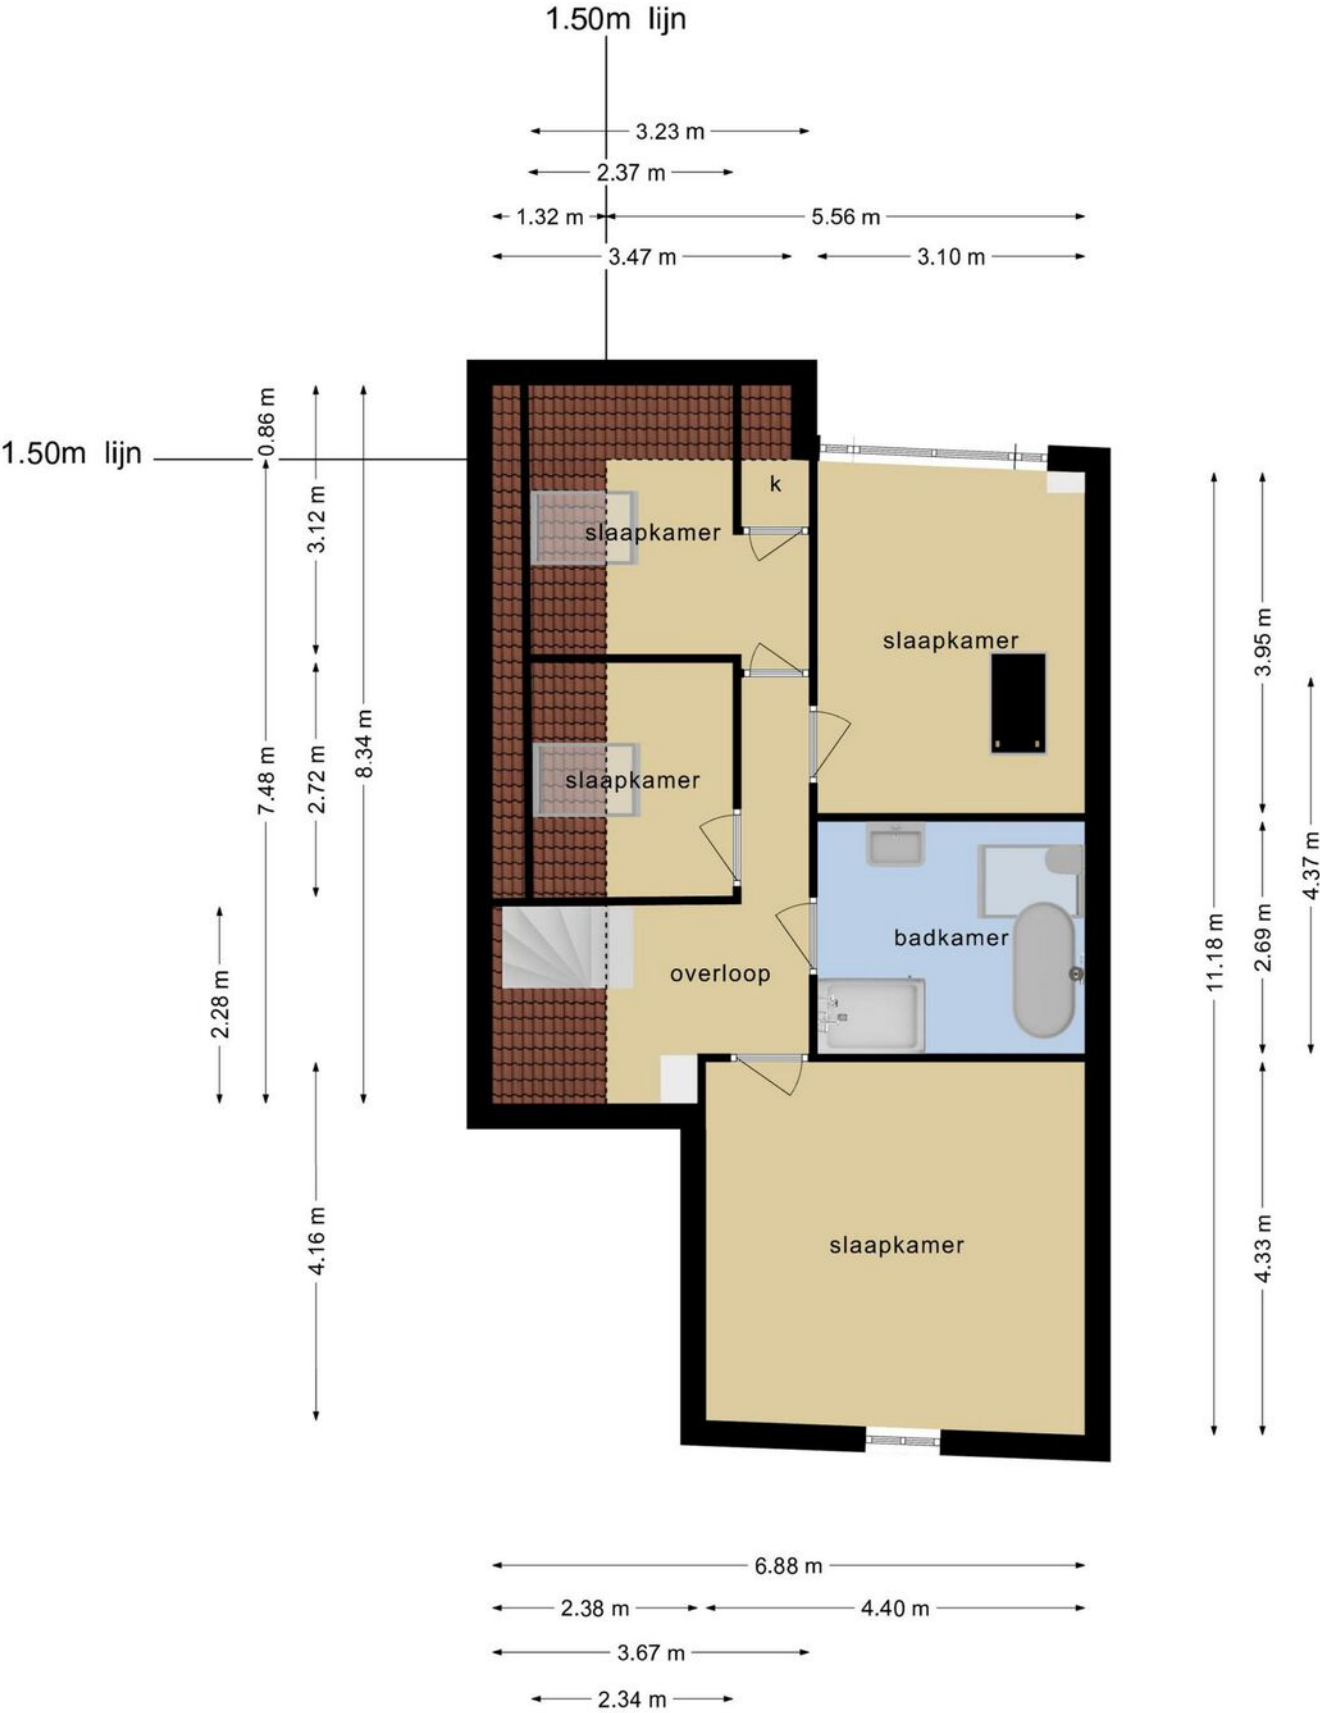 1.50m lijn
3.23 m
2.37 m
1.32 m
5.56 m
3.47 m
3.10 m
0.86 m
1.50m lijn
k
3.12 m
slaapkamer
slaapkamer
3.95 m
8.34 m
7.48 m
2.72 m
slaapkamer
4.37 m
badkamer
2.69 m
11.18 m
overloop
2.28 m
4.16 m
slaapkamer
4.33 m
6.88 m
2.38 m
4.40 m
3.67 m
2.34 m